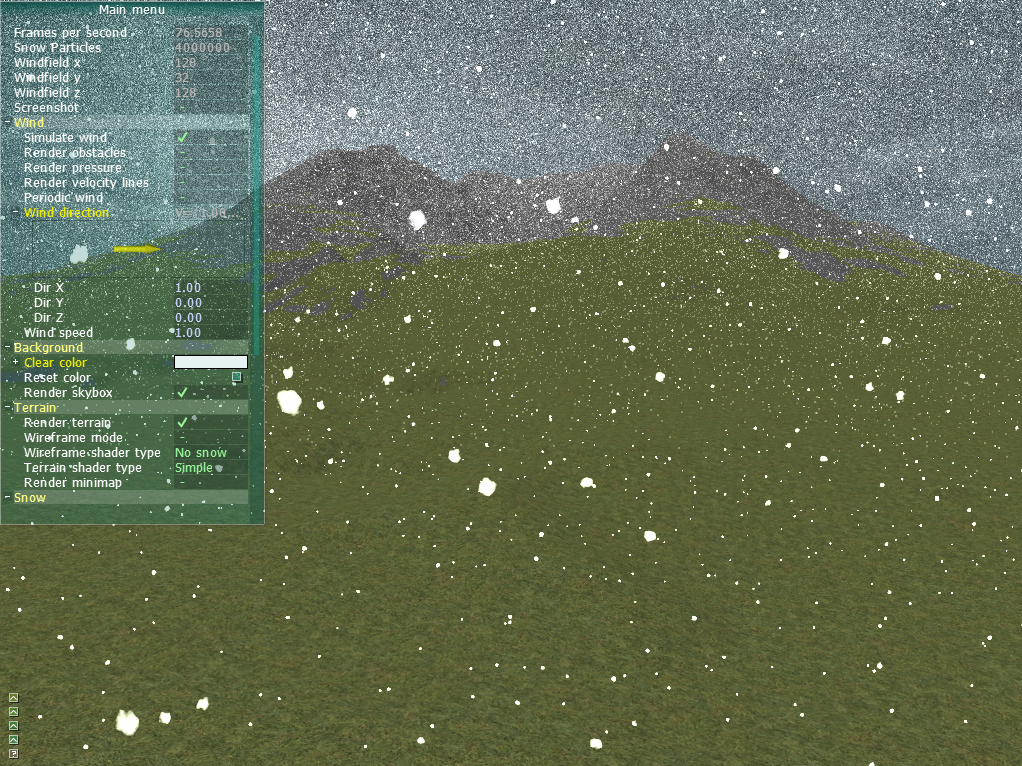 Main menu
Frames per second 76.5658
Snow Particles 4000000
Windfield x 128
Windfield y 32
Windfield z 128
Screenshot
- Wind
Simulate wind
Render obstacles -
Render pressure -
Render velocity lines -
Periodic wind -
- Wind direction
Dir X 1.00
Dir Y 0.00
Dir Z 0.00
Wind speed 1.00
- Background
+ Clear color
Reset color
Render skybox
- Terrain
Render terrain
Wireframe mode -
Wireframe shader type No snow
Terrain shader type Simple
Render minimap -
- Snow
?